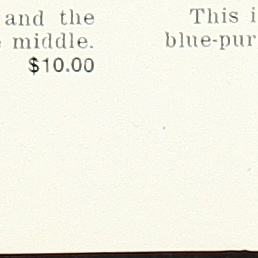 and the
middle.
$10.00
This i
blue-pur